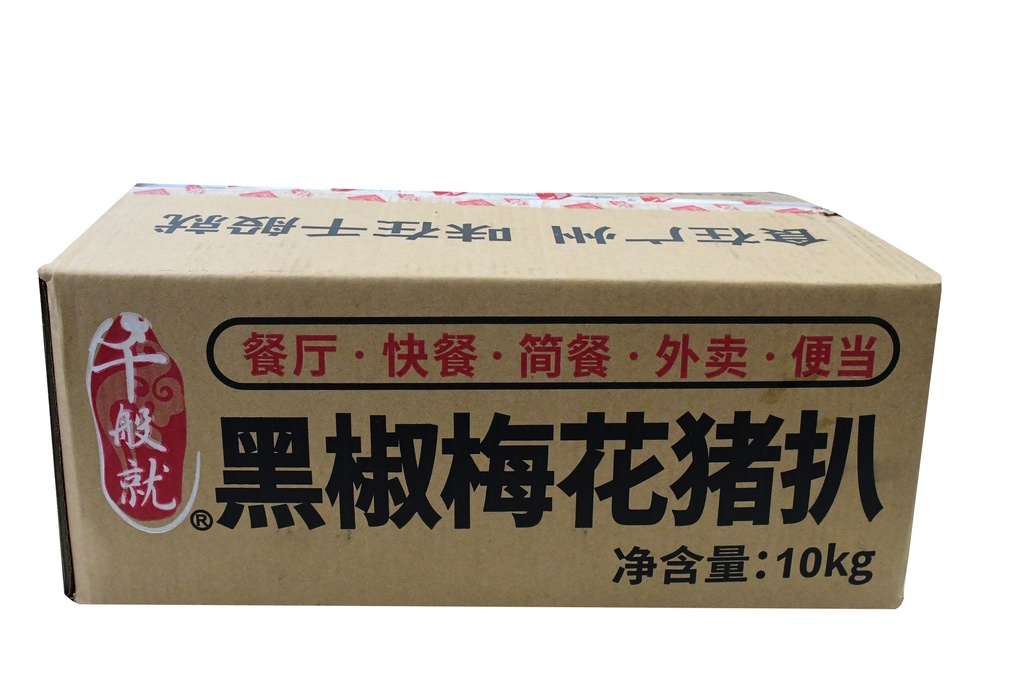 食在广州 味在千般就
千般就®
餐厅·快餐·简餐·外卖·便当
黑椒梅花猪扒
净含量:10kg